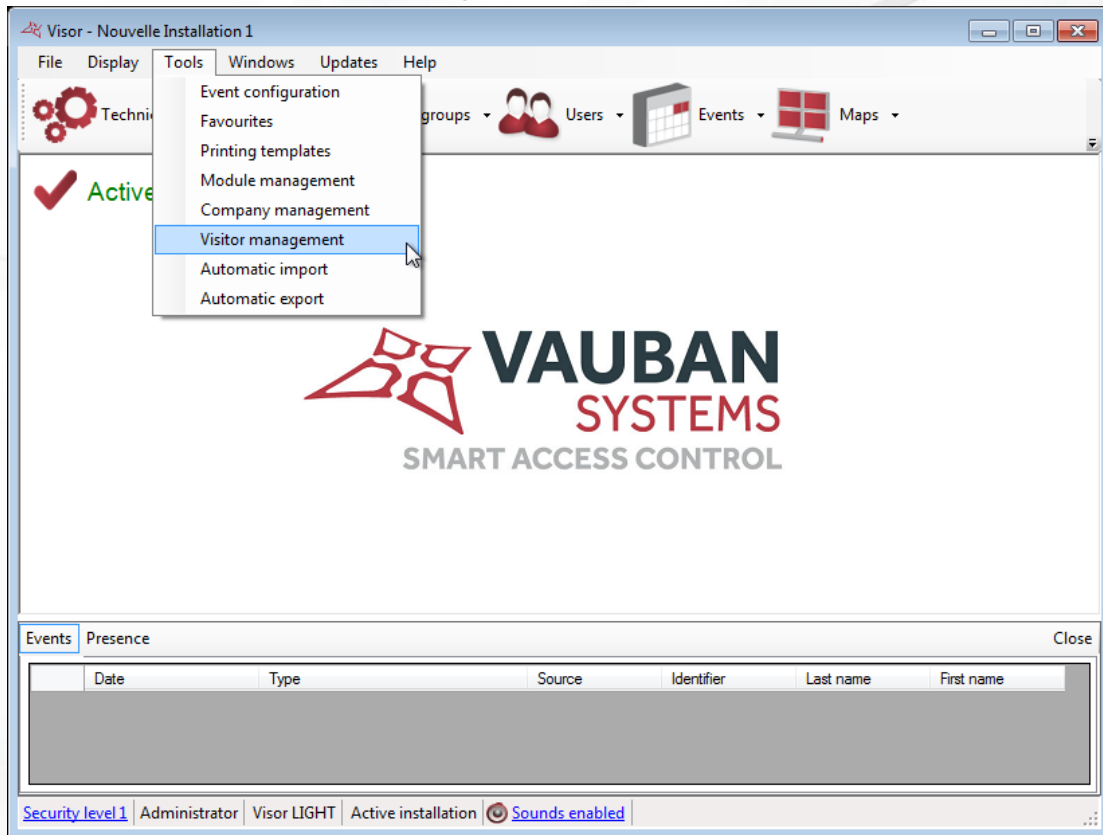 Visor - Nouvelle Installation 1
File Display Tools Windows Updates Help
Event configuration
Favourites
Printing templates
Module management
Company management
Visitor management
Automatic import
Automatic export
groups Users Events Maps
Active
VAUBAN
SYSTEMS
SMART ACCESS CONTROL
Events Presence Close
Date Type Source Identifier Last name First name
Security level 1 Administrator Visor LIGHT Active installation Sounds enabled